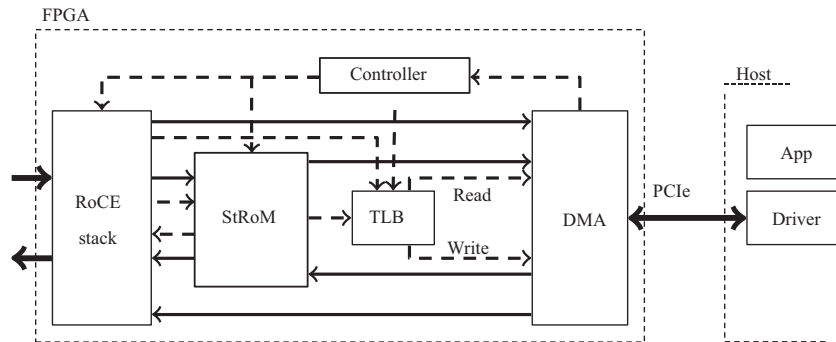 FPGA
Controller
Host
RoCE
stack
StRoM
TLB
Read
Write
DMA
PCIe
App
Driver